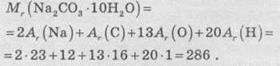 M_r(Na₂CO₃·10H₂O)=
=2A_r(Na)+A_r(C)+13A_r(O)+20A_r(H)=
=2·23+12+13·16+20·1=286 .